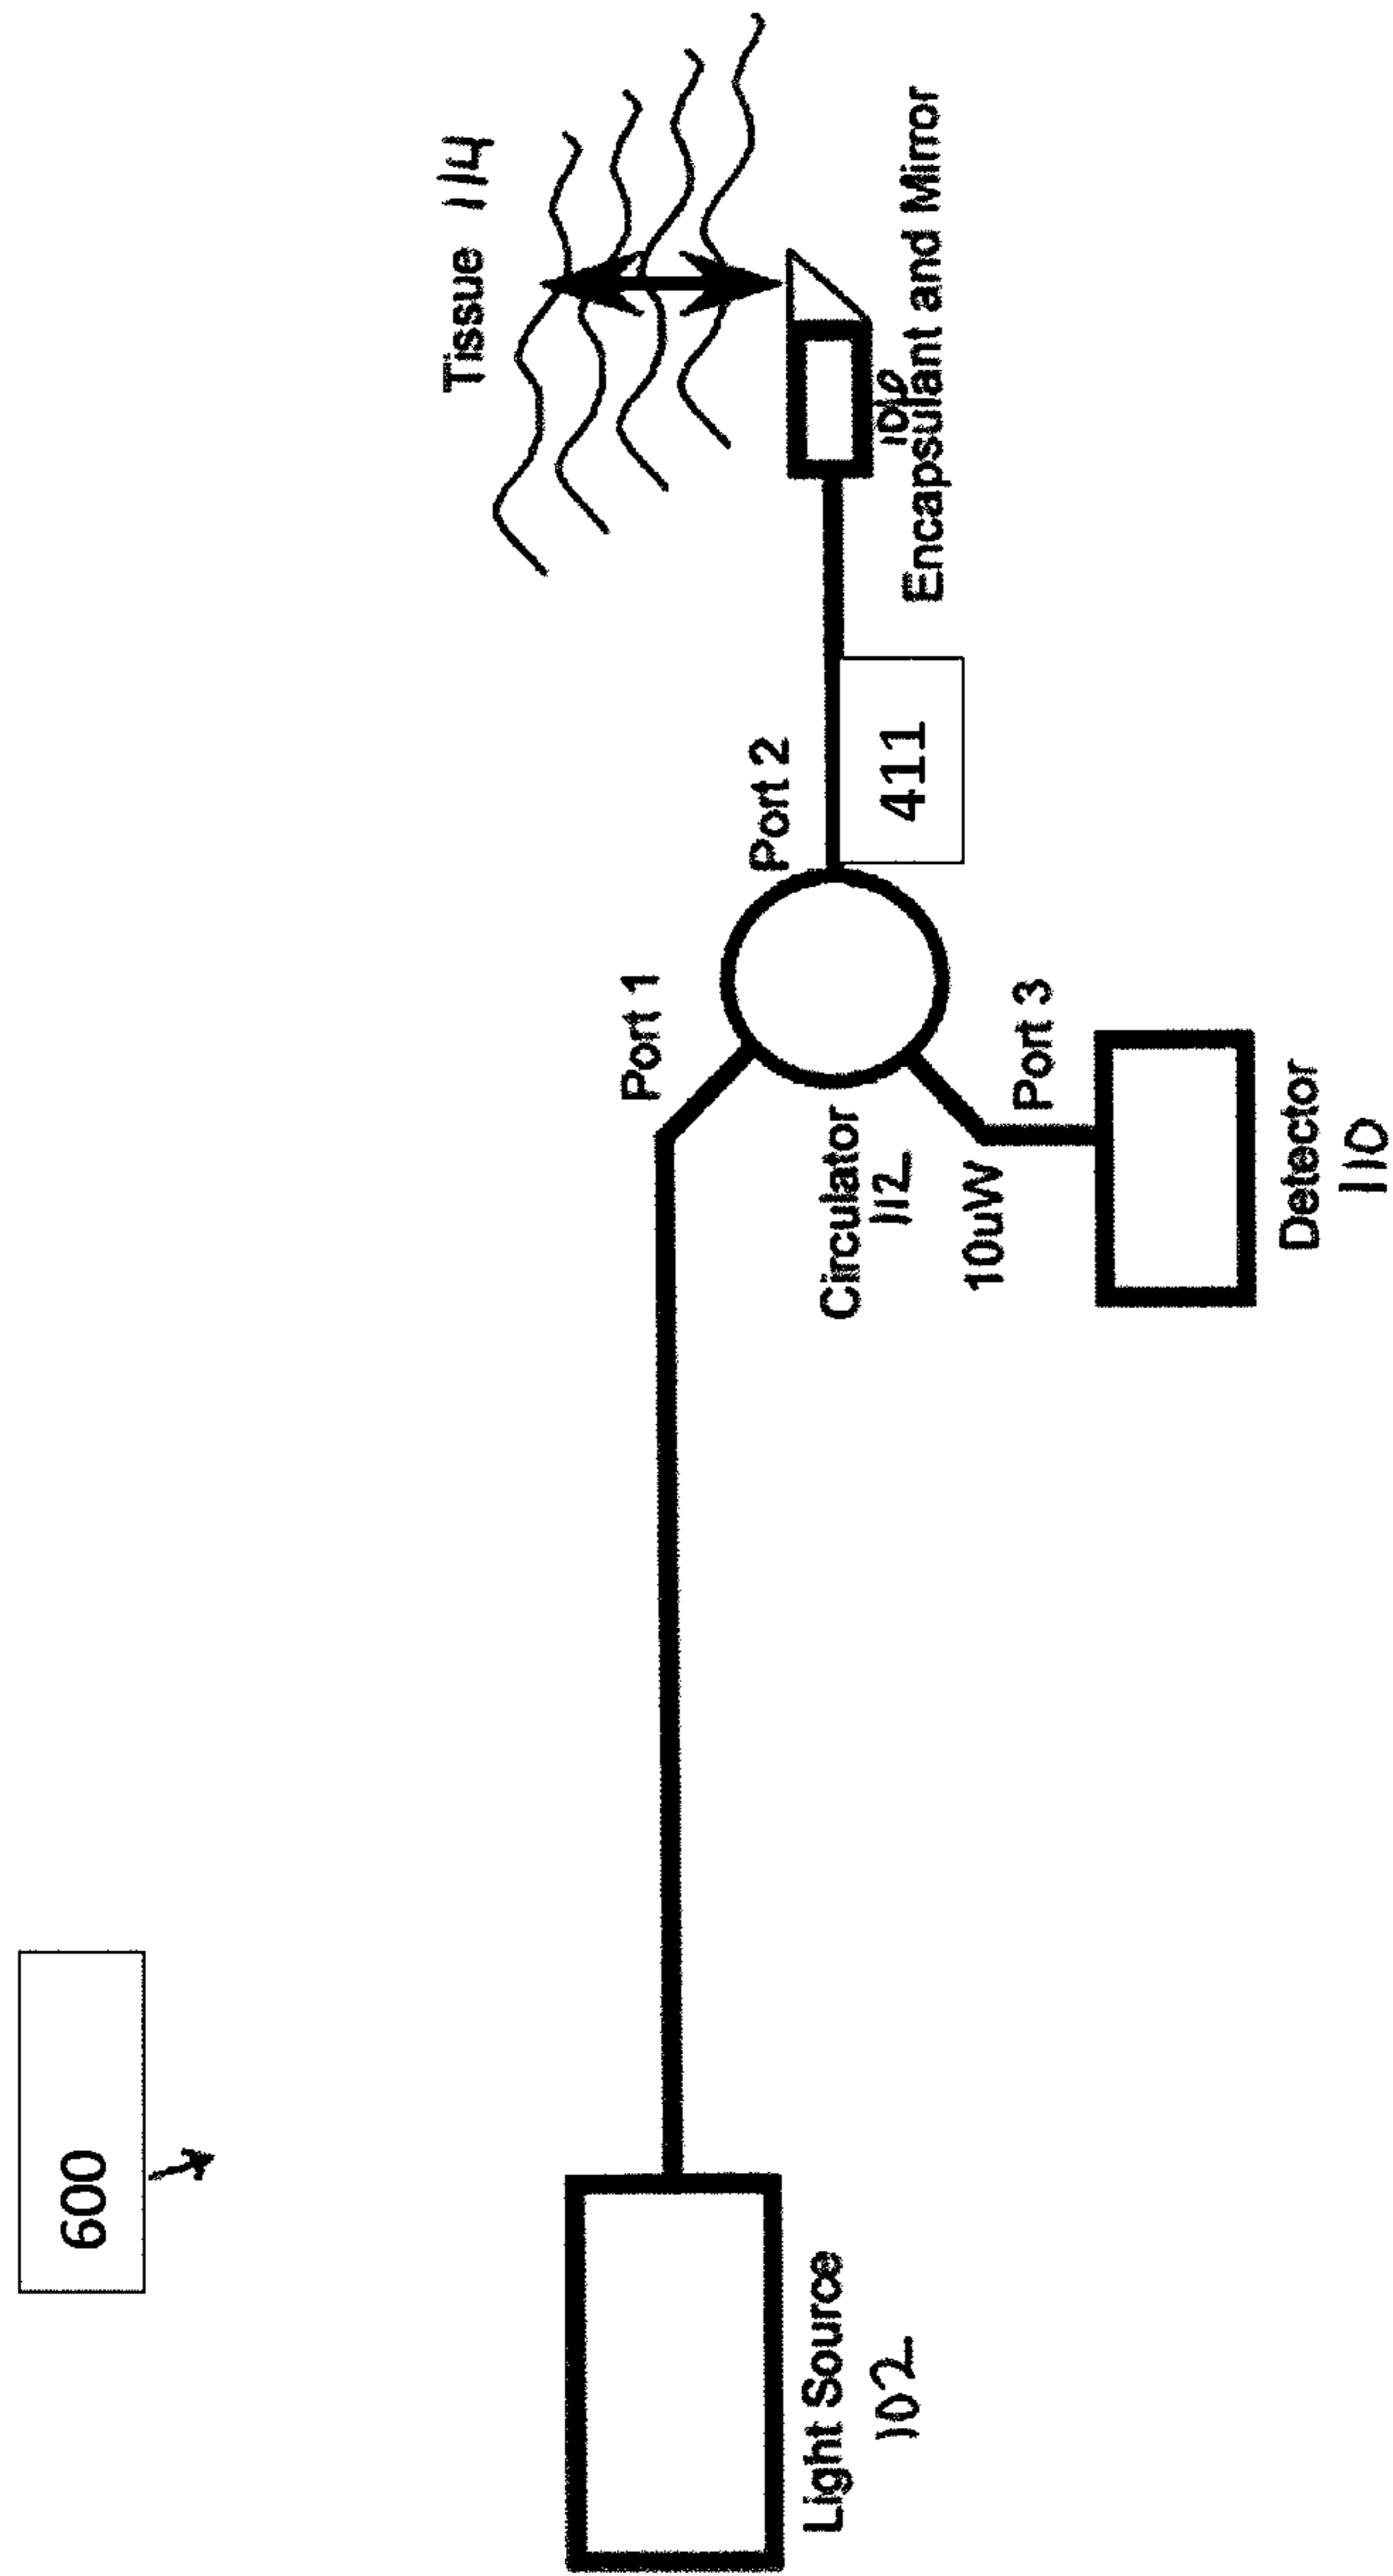 600
Tissue 114
Port 1
Port 2
411
106
Encapsulant and Mirror
Circulator
112
10uW
Port 3
Light Source
102
Detector
110